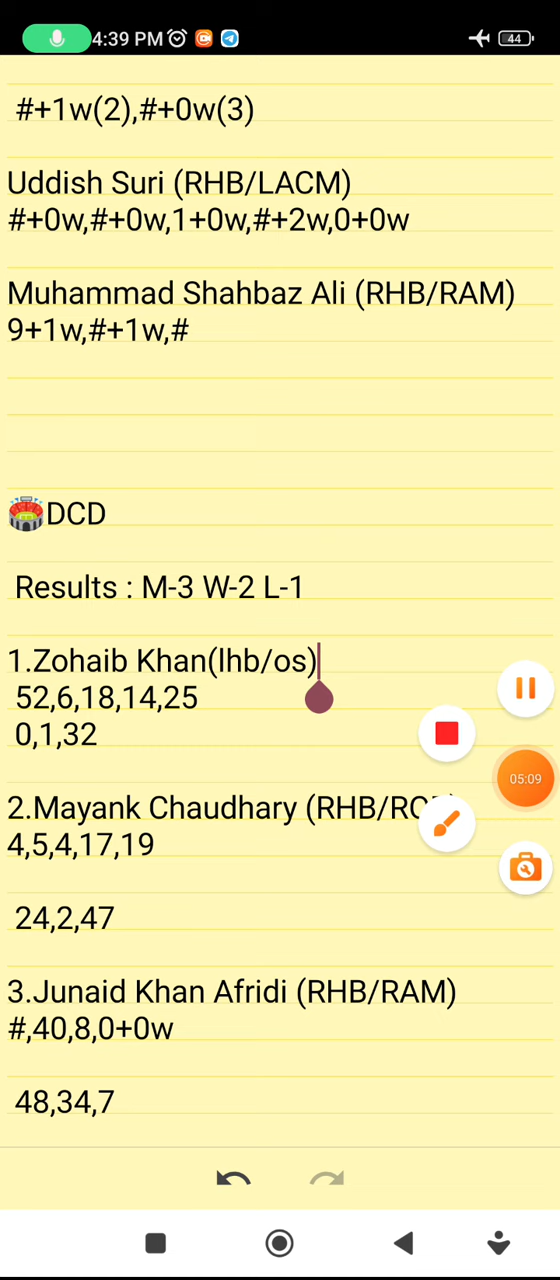 4:39 PM
44
#+1w(2),#+0w(3)
Uddish Suri (RHB/LACM)
#+0w,#+0w,1+0w,#+2w,0+0w
Muhammad Shahbaz Ali (RHB/RAM)
9+1w,#+1w,#
DCD
Results : M-3 W-2 L-1
1.Zohaib Khan(lhb/os)
52,6,18,14,25
0,1,32
05:09
2.Mayank Chaudhary (RHB/
4,5,4,17,19
24,2,47
3.Junaid Khan Afridi (RHB/RAM)
#,40,8,0+0w
48,34,7